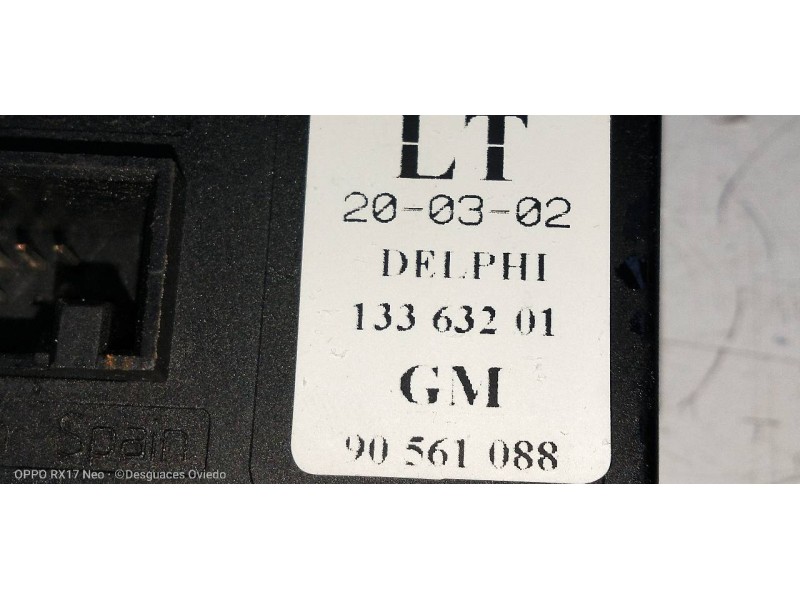 LT
20-03-02
DELPHI
133 632 01
GM
90 561 088
Spain
OPPO RX17 Neo · ©Desguaces Oviedo